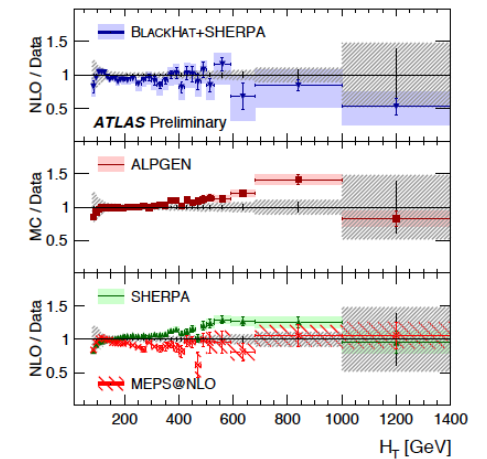 BLACKHAT+SHERPA
NLO / Data
1.5
1
0.5
ATLAS Preliminary
ALPGEN
MC / Data
1.5
1
0.5
SHERPA
NLO / Data
1.5
1
0.5
MEPS@NLO
200 400 600 800 1000 1200 1400
H_T [GeV]